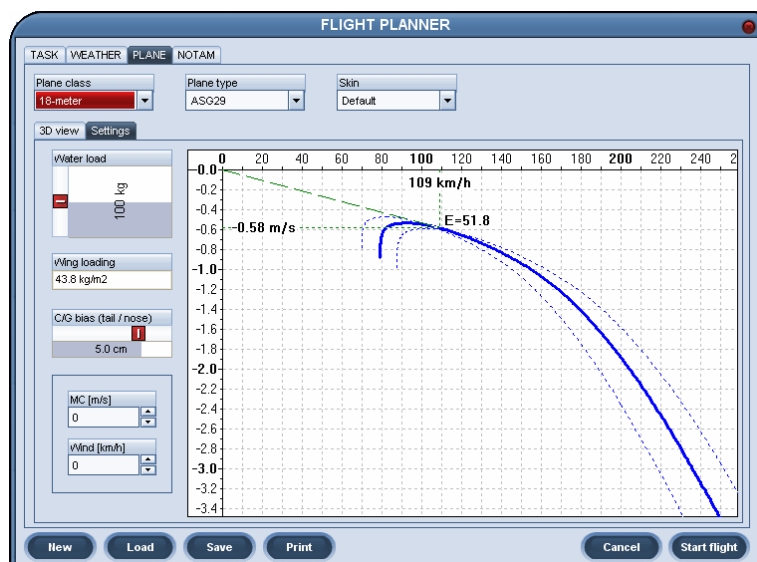 FLIGHT PLANNER
TASK WEATHER PLANE NOTAM
Plane class Plane type Skin
18-meter ASG29 Default
3D view Settings
Water load
100 kg
Wing loading
43.8 kg/m2
C/G bias (tail / nose)
5.0 cm
MC [m/s]
0
Wind [km/h]
0
0 20 40 60 80 100 120 140 160 180 200 220 240 2
-0.0
109 km/h
-0.2
-0.4
E=51.8
-0.58 m/s
-0.6
-0.8
-1.0
-1.2
-1.4
-1.6
-1.8
-2.0
-2.2
-2.4
-2.6
-2.8
-3.0
-3.2
-3.4
New Load Save Print Cancel Start flight